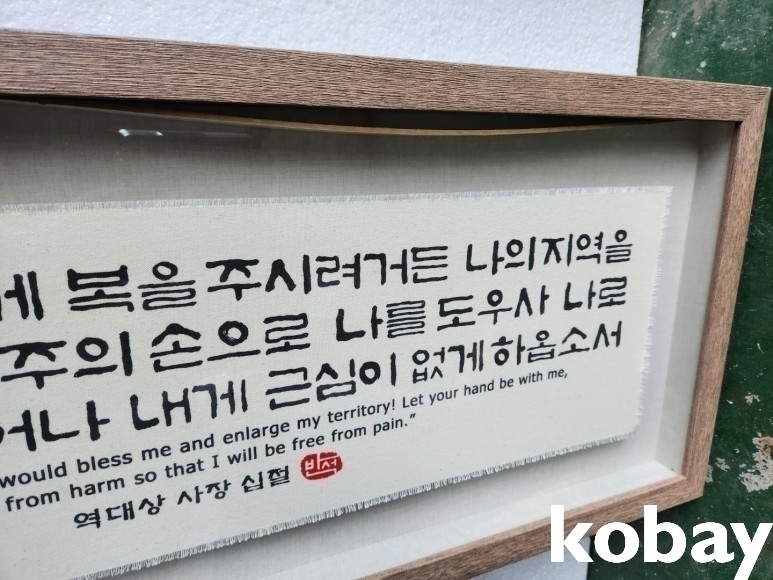 게 복을 주시려거든 나의 지역을
주의 손으로 나를 도우사 나로
나 내게 근심이 없게 하옵소서
would bless me and enlarge my territory! Let your hand be with me,
from harm so that I will be free from pain.”
역대상 사장 십절 반석
kobay